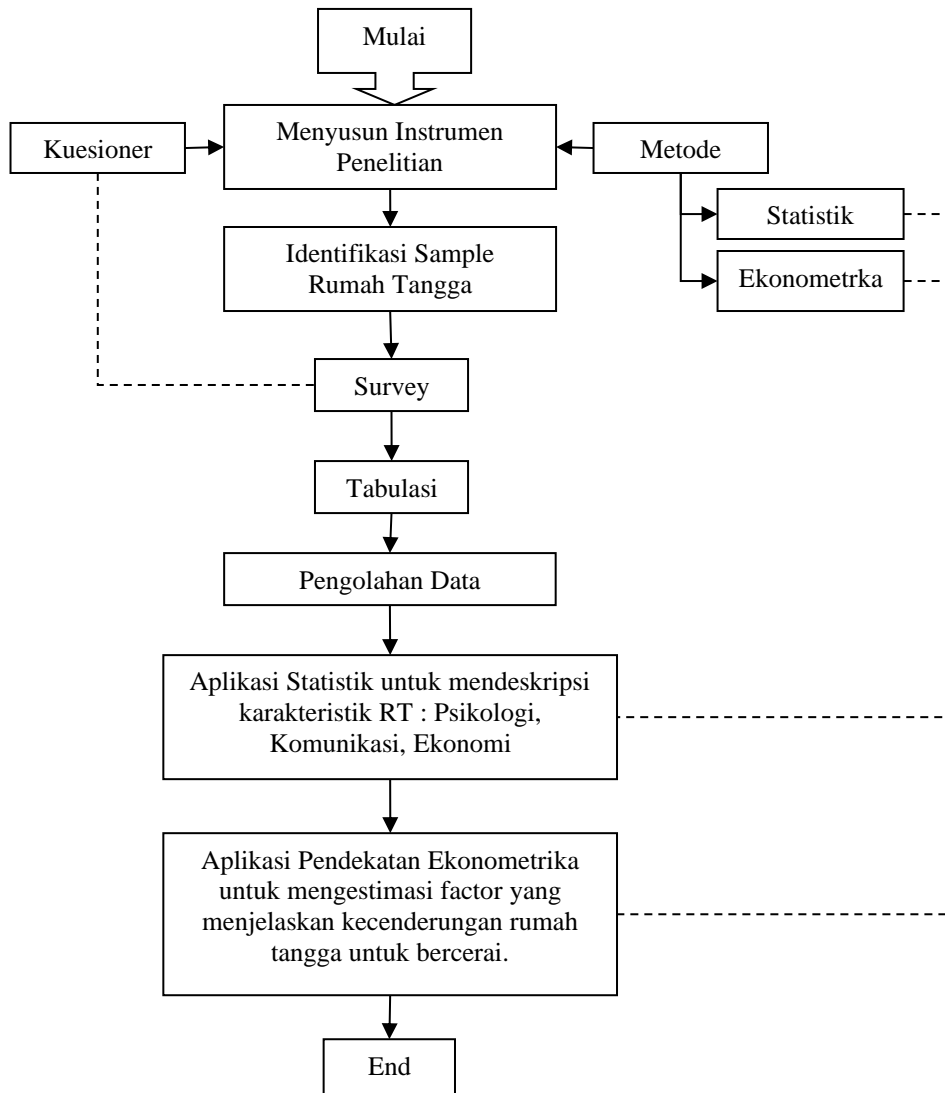 Mulai
Kuesioner
Menyusun Instrumen
Penelitian
Metode
Statistik
Ekonometrka
Identifikasi Sample
Rumah Tangga
Survey
Tabulasi
Pengolahan Data
Aplikasi Statistik untuk mendeskripsi
karakteristik RT : Psikologi,
Komunikasi, Ekonomi
Aplikasi Pendekatan Ekonometrika
untuk mengestimasi factor yang
menjelaskan kecenderungan rumah
tangga untuk bercerai.
End